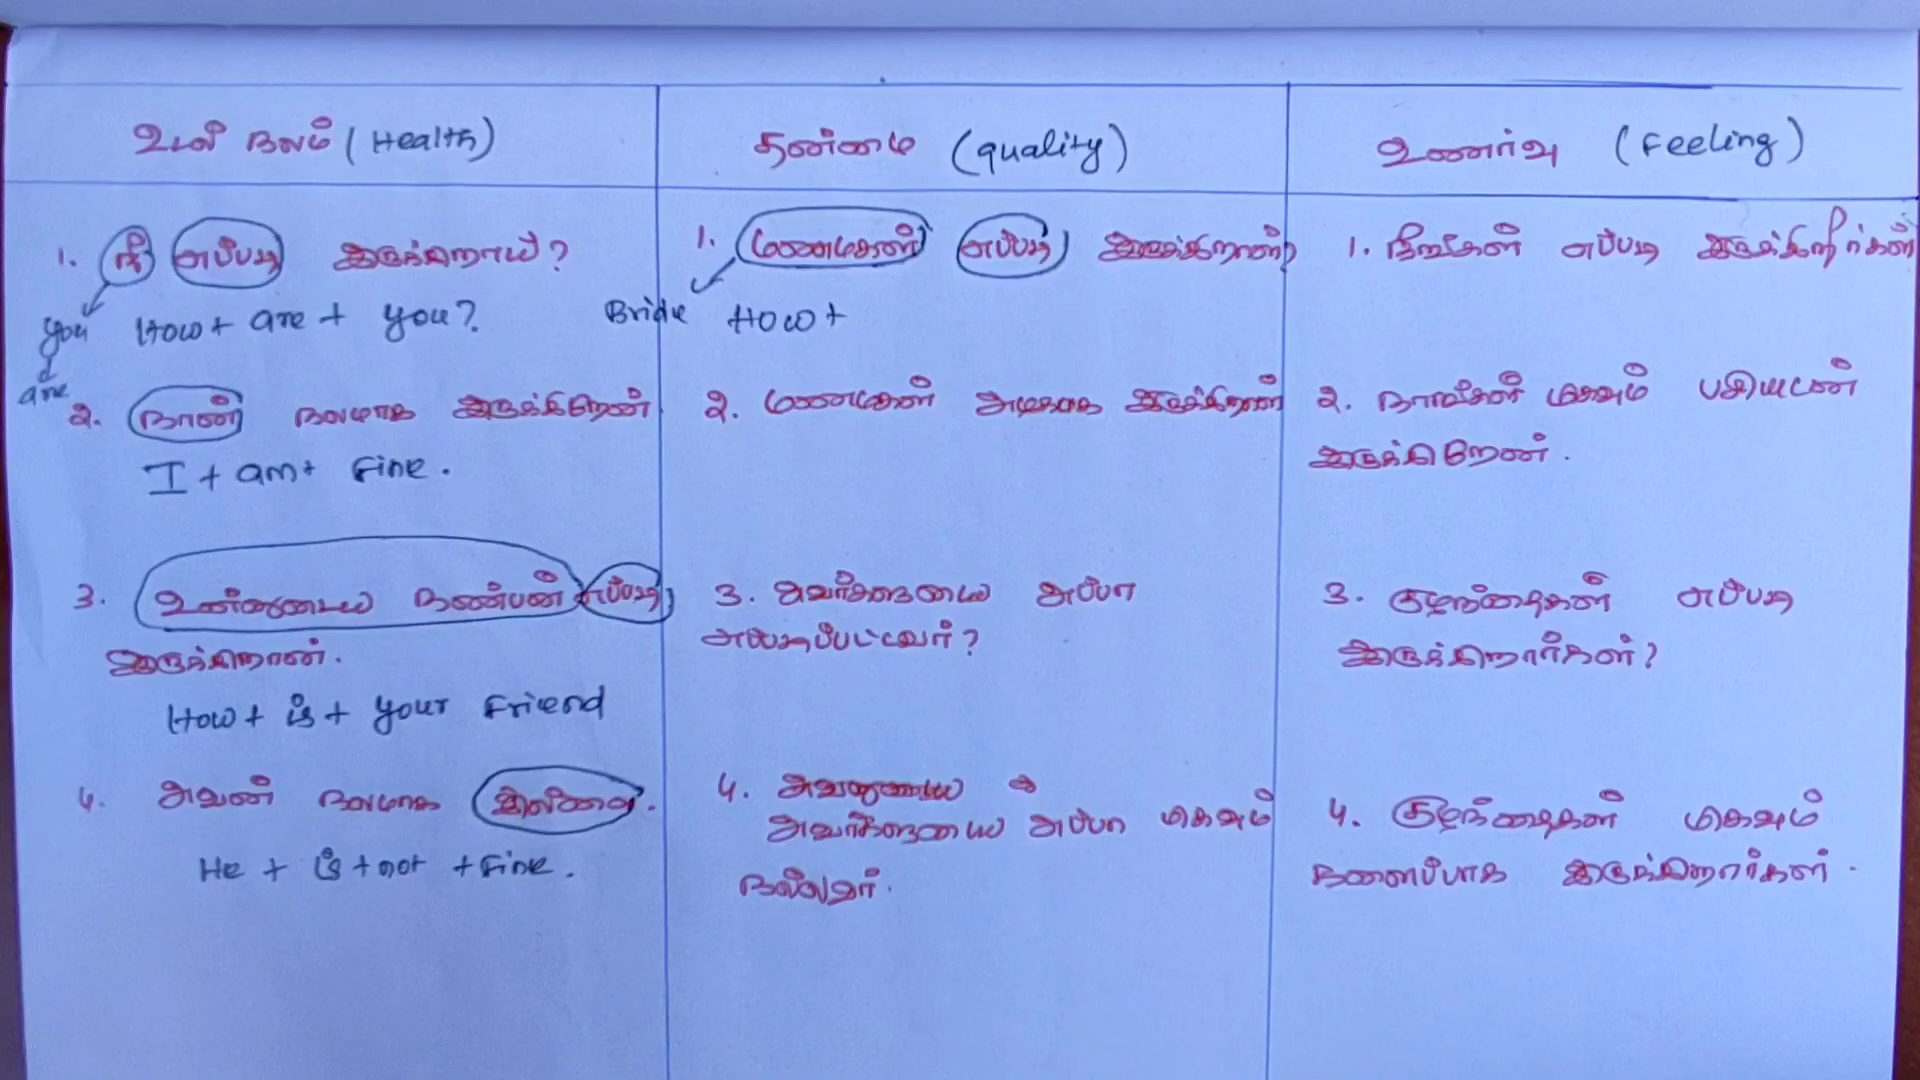 உடல் நலம் (Health)
1. நீ எப்படி இருக்கிறாய்?
you How + are + you?
are
2. நான் நலமாக இருக்கிறேன்
I + am + Fine.
3. உன்னுடைய நண்பன் எப்படி
இருக்கிறான்.
How + is + your Friend
4. அவன் நலமாக இல்லை.
He + is + not + Fine.
தன்மை (quality)
1. மணமகள் எப்படி இருக்கிறாள்
Bride How +
2. மணமகள் அழகாக இருக்கிறாள்
3. அவர்களுடைய அப்பா
எப்படிப்பட்டவர்?
4. அவனுடைய அ
அவர்களுடைய அப்பா மிகவும்
நல்லவர்.
உணர்வு (Feeling)
1. நீங்கள் எப்படி இருக்கிறீர்கள்
2. நாங்கள் மிகவும் பசியுடன்
இருக்கிறேன்.
3. குழந்தைகள் எப்படி
இருக்கிறார்கள்?
4. குழந்தைகள் மிகவும்
களைப்பாக இருக்கிறார்கள்.